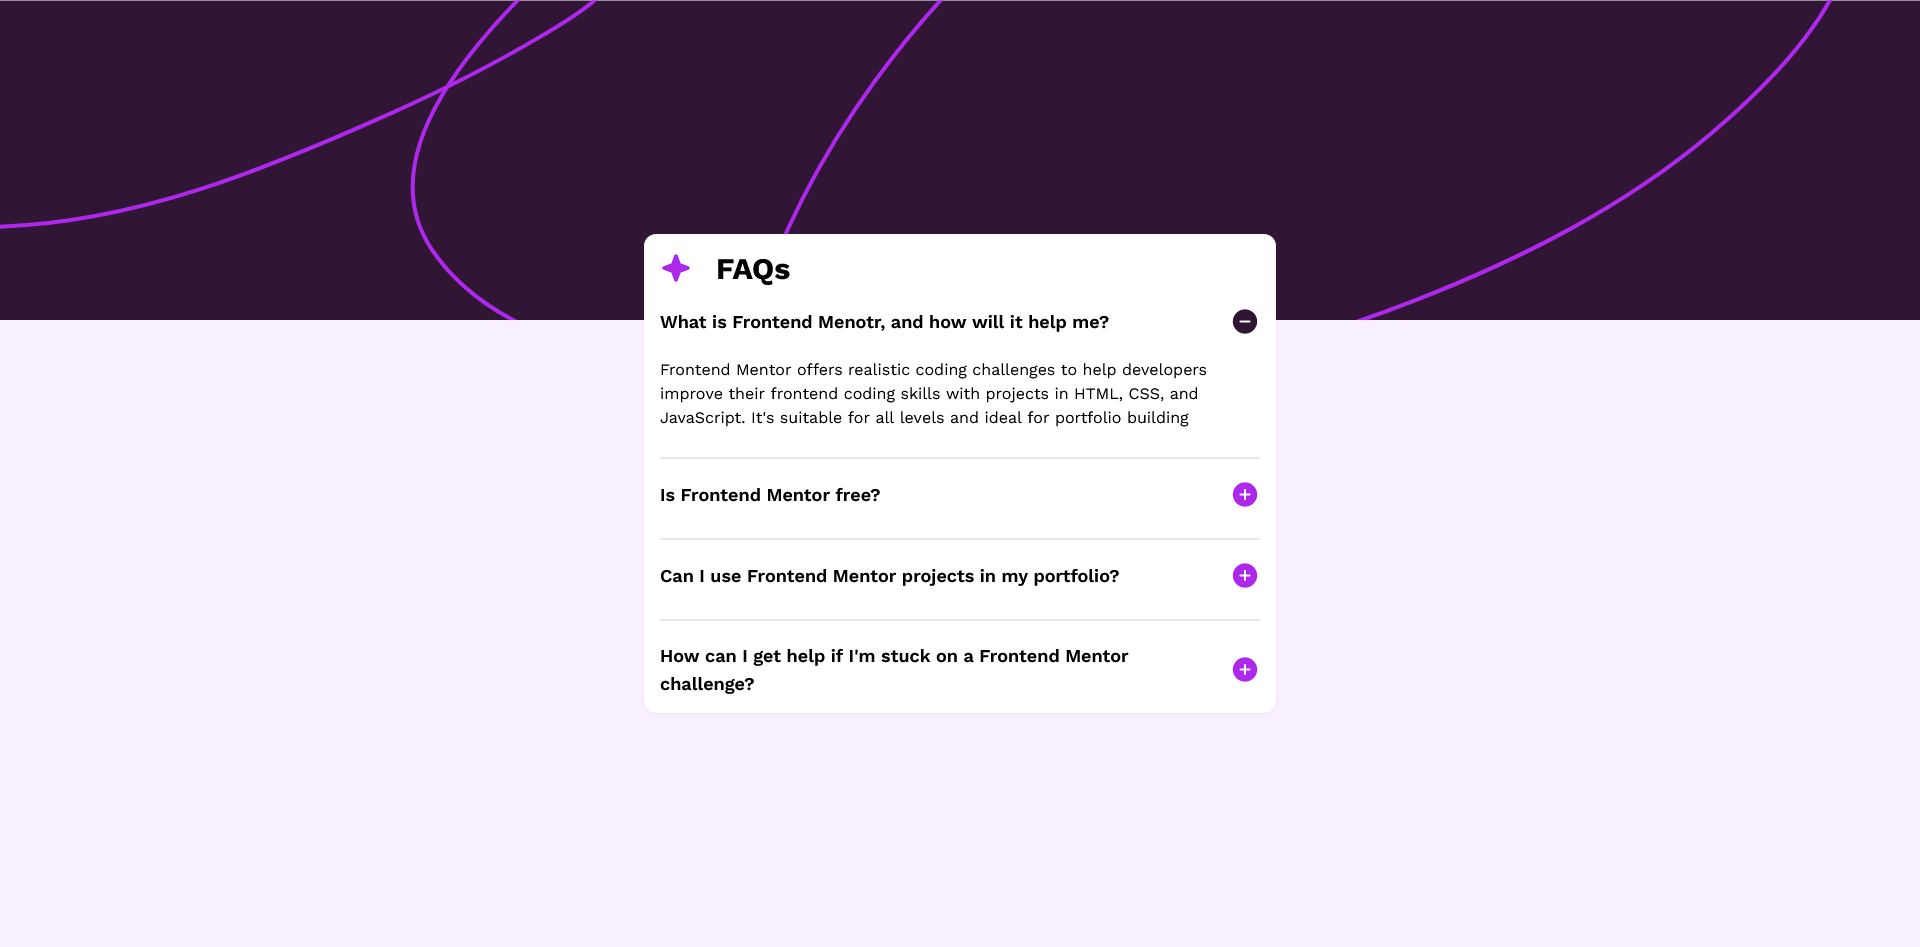 FAQs
What is Frontend Menotr, and how will it help me?
Frontend Mentor offers realistic coding challenges to help developers
improve their frontend coding skills with projects in HTML, CSS, and
JavaScript. It's suitable for all levels and ideal for portfolio building
Is Frontend Mentor free?
Can I use Frontend Mentor projects in my portfolio?
How can I get help if I'm stuck on a Frontend Mentor
challenge?